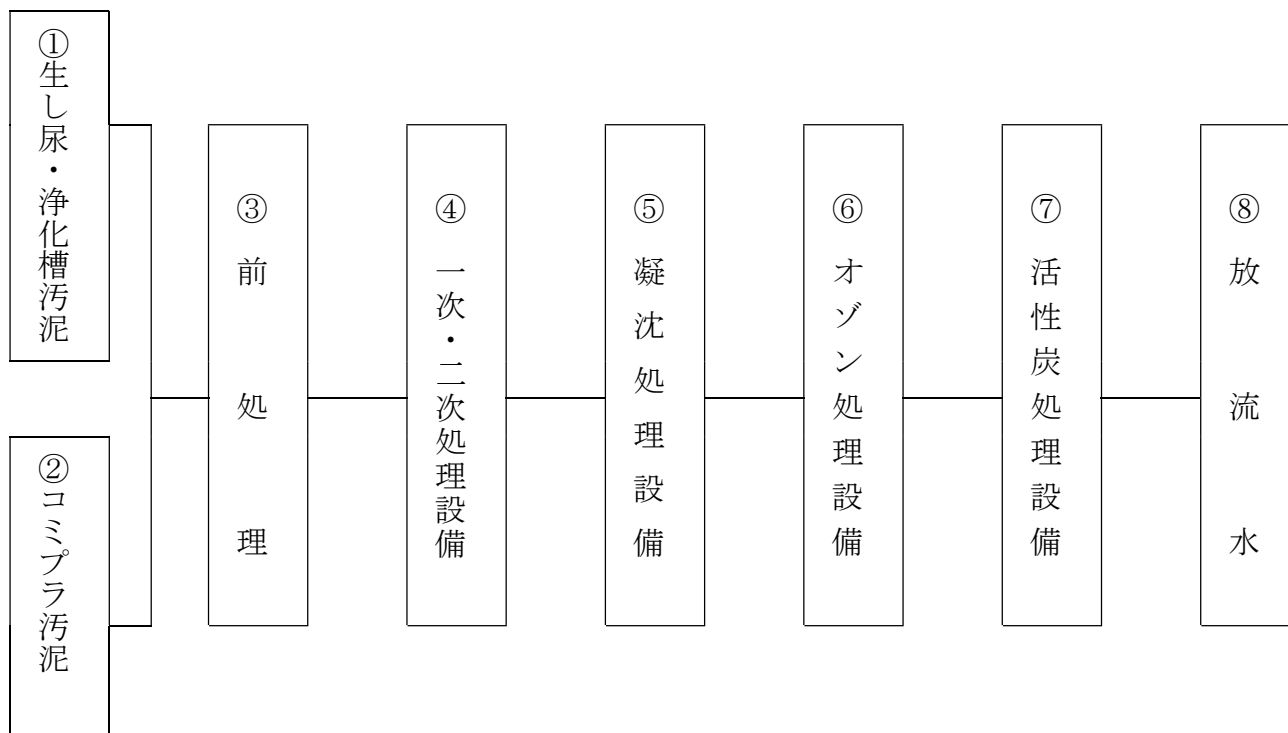 ①生し尿・浄化槽汚泥
②コミプラ汚泥
③前処理
④一次・二次処理設備
⑤凝沈処理設備
⑥オゾン処理設備
⑦活性炭処理設備
⑧放流水